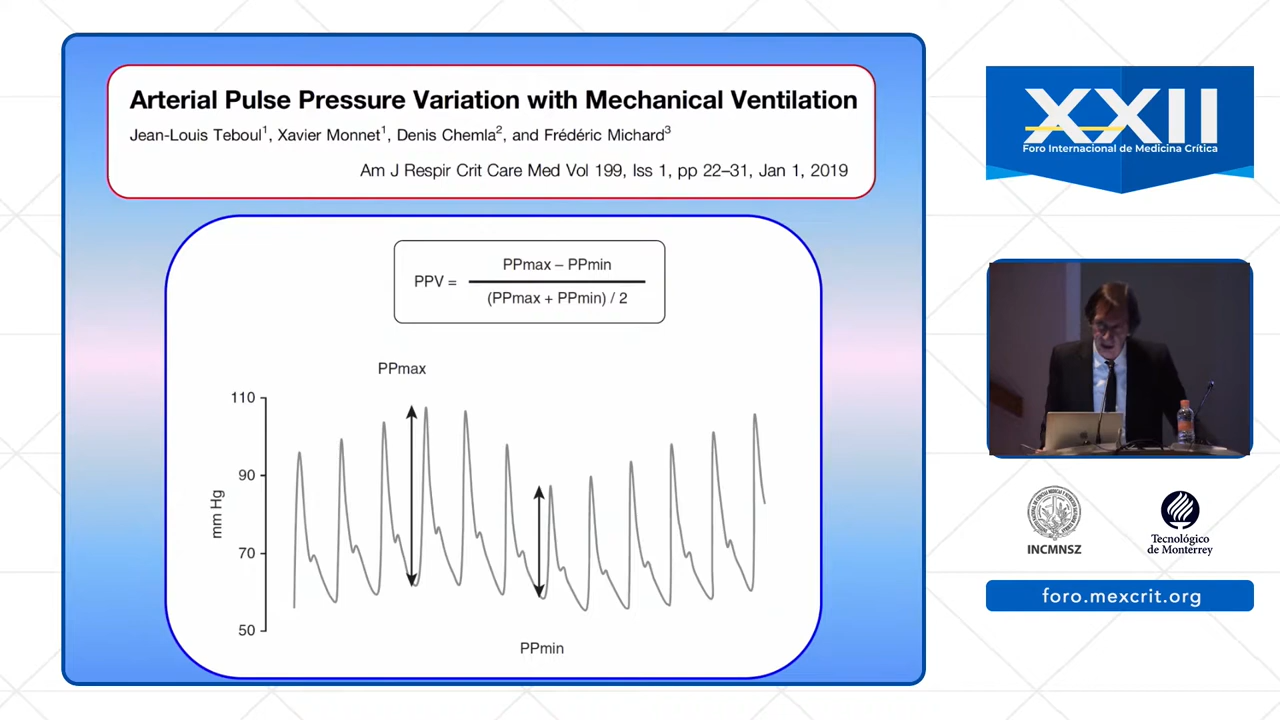 Arterial Pulse Pressure Variation with Mechanical Ventilation
Jean-Louis Teboul1, Xavier Monnet1, Denis Chemla2, and Frédéric Michard3
Am J Respir Crit Care Med Vol 199, Iss 1, pp 22–31, Jan 1, 2019
PPV =
PPmax – PPmin
(PPmax + PPmin) / 2
PPmax
110
90
70
50
mm Hg
PPmin
XXII
Foro Internacional de Medicina Crítica
INCMNSZ
Tecnológico
de Monterrey
foro.mexcrit.org